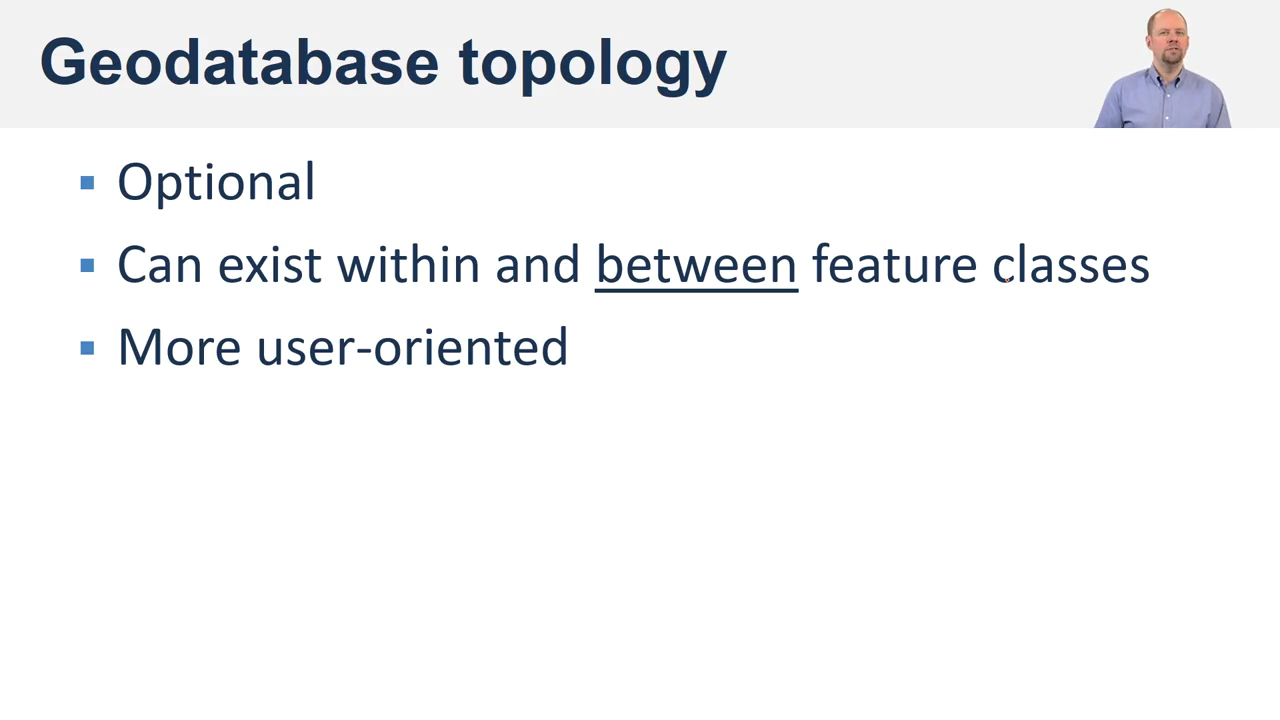 Geodatabase topology
Optional
Can exist within and between feature classes
More user-oriented